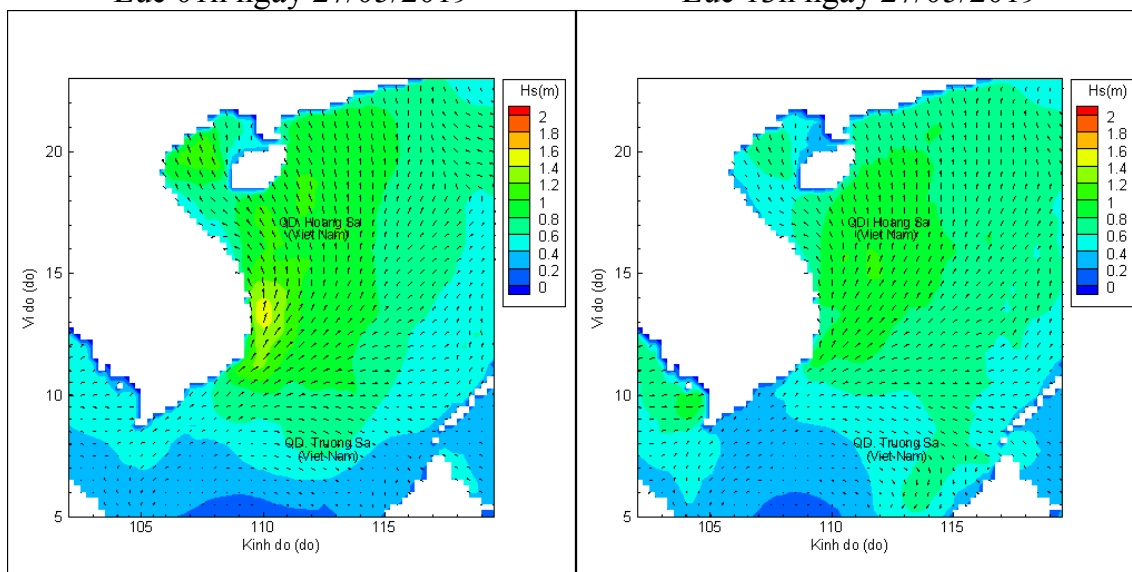 Lúc 01h ngày 27/05/2019
Hs(m)
2
1.8
1.6
1.4
1.2
1
0.8
0.6
0.4
0.2
0
20
15
10
5
105
110
115
Vi do (do)
Kinh do (do)
QD. Hoang Sa
(Viet Nam)
QD. Truong Sa
(Viet Nam)
Lúc 13h ngày 27/05/2019
Hs(m)
2
1.8
1.6
1.4
1.2
1
0.8
0.6
0.4
0.2
0
20
15
10
5
105
110
115
Vi do (do)
Kinh do (do)
QD. Hoang Sa
(Viet Nam)
QD. Truong Sa
(Viet Nam)